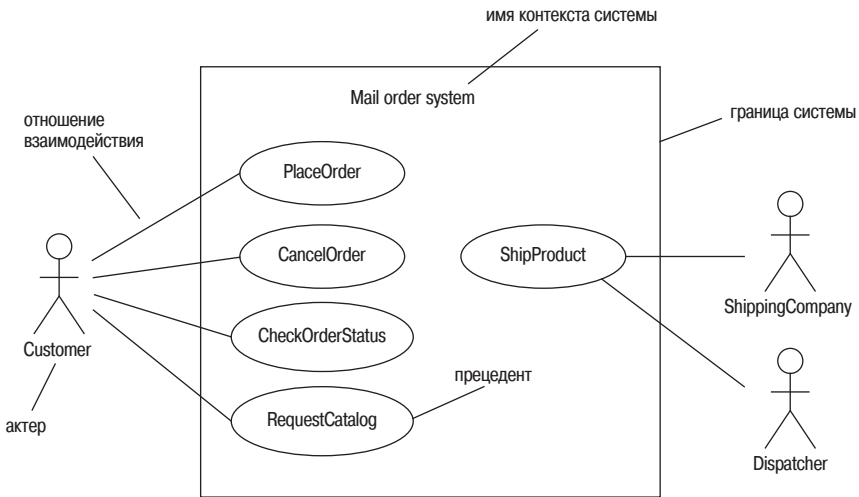 имя контекста системы
Mail order system
отношение
взаимодействия
граница системы
PlaceOrder
CancelOrder
ShipProduct
ShippingCompany
CheckOrderStatus
Customer
прецедент
RequestCatalog
актер
Dispatcher